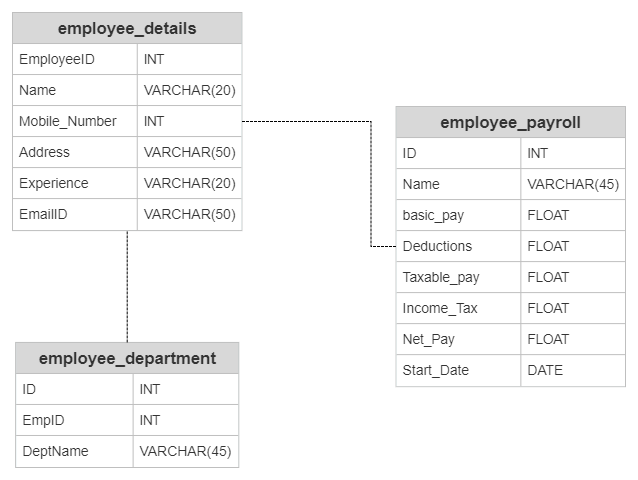 employee_details
EmployeeID INT
Name VARCHAR(20)
Mobile_Number INT
Address VARCHAR(50)
Experience VARCHAR(20)
EmailID VARCHAR(50)
employee_payroll
ID INT
Name VARCHAR(45)
basic_pay FLOAT
Deductions FLOAT
Taxable_pay FLOAT
Income_Tax FLOAT
Net_Pay FLOAT
Start_Date DATE
employee_department
ID INT
EmpID INT
DeptName VARCHAR(45)